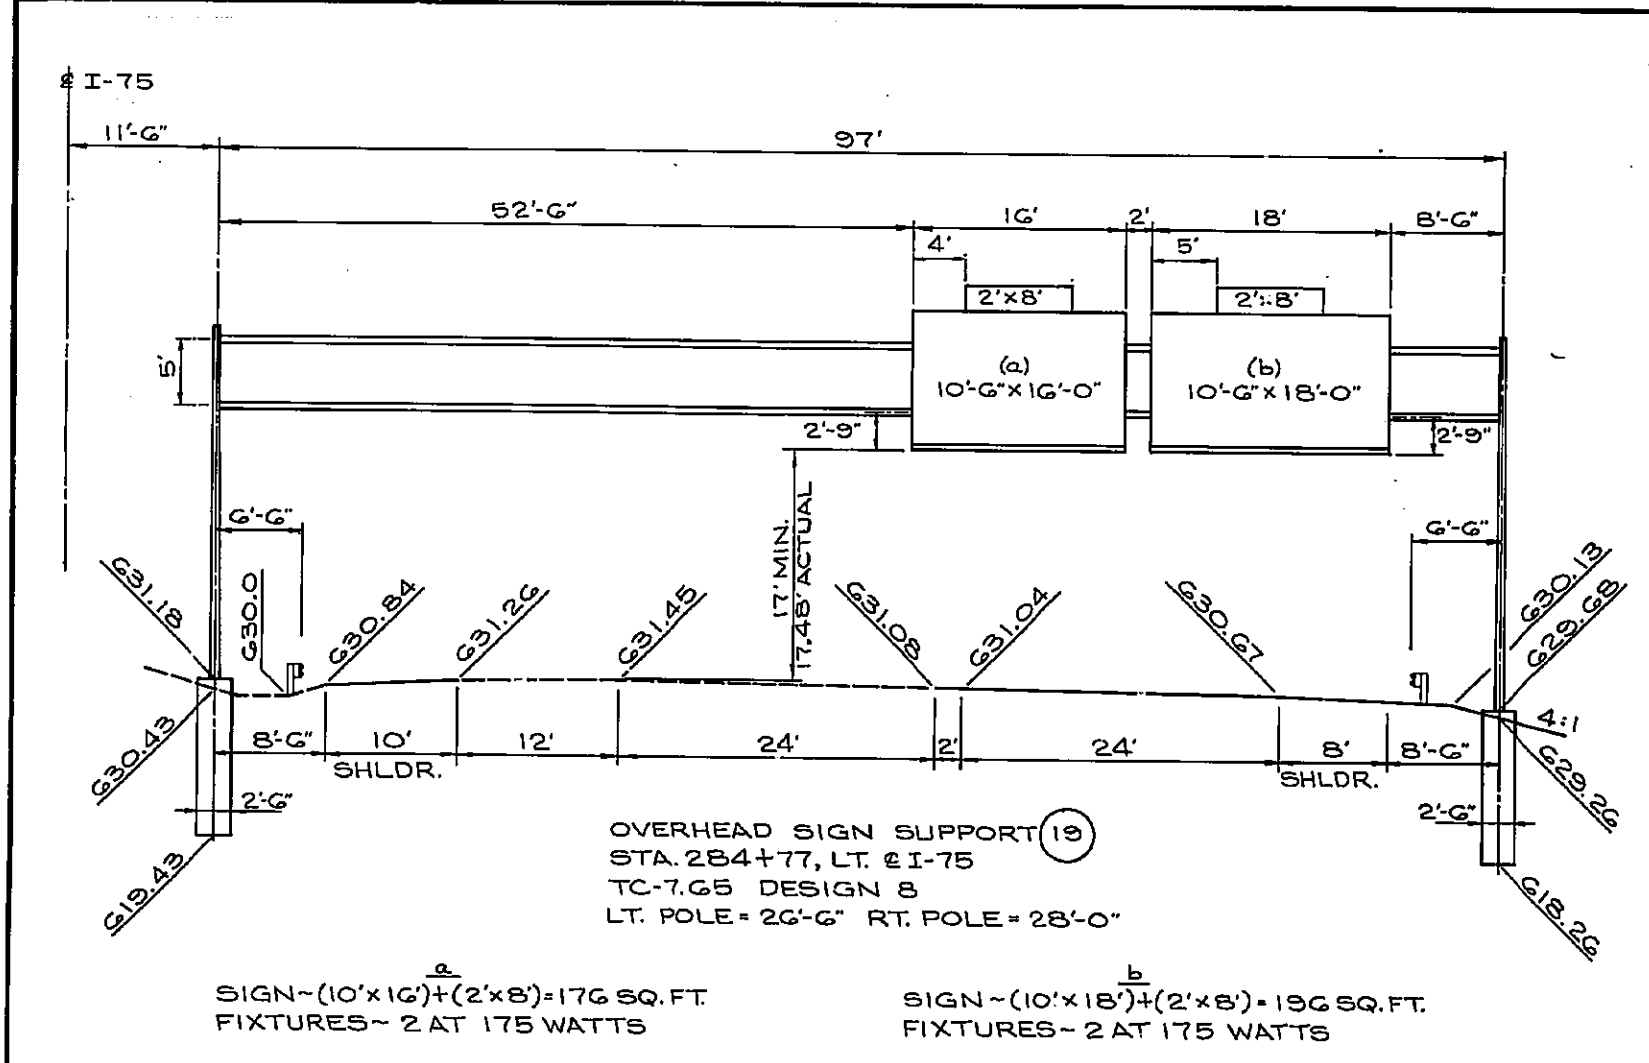 ℄ I-75
11'-6"
97'
52'-6"
16'
2'
18'
8'-6"
4'
5'
2'x8'
2'x8'
5'
(a)
10'-6"x16'-0"
(b)
10'-6"x18'-0"
2'-9"
2'-9"
17' MIN.
17.48' ACTUAL
6'-6"
6'-6"
631.18
630.0
630.84
631.26
631.45
631.08
631.04
630.67
630.13
629.68
4:1
630.43
8'-6"
10'
SHLDR.
12'
24'
2'
24'
8'
SHLDR.
8'-6"
629.26
2'-6"
2'-6"
619.43
618.26
OVERHEAD SIGN SUPPORT 19
STA. 284+77, LT. ℄ I-75
TC-7.65 DESIGN 8
LT. POLE = 26'-6" RT. POLE = 28'-0"
a
SIGN~(10'x16')+(2'x8')=176 SQ.FT.
FIXTURES~ 2 AT 175 WATTS
b
SIGN~(10'x18')+(2'x8')=196 SQ.FT.
FIXTURES~ 2 AT 175 WATTS